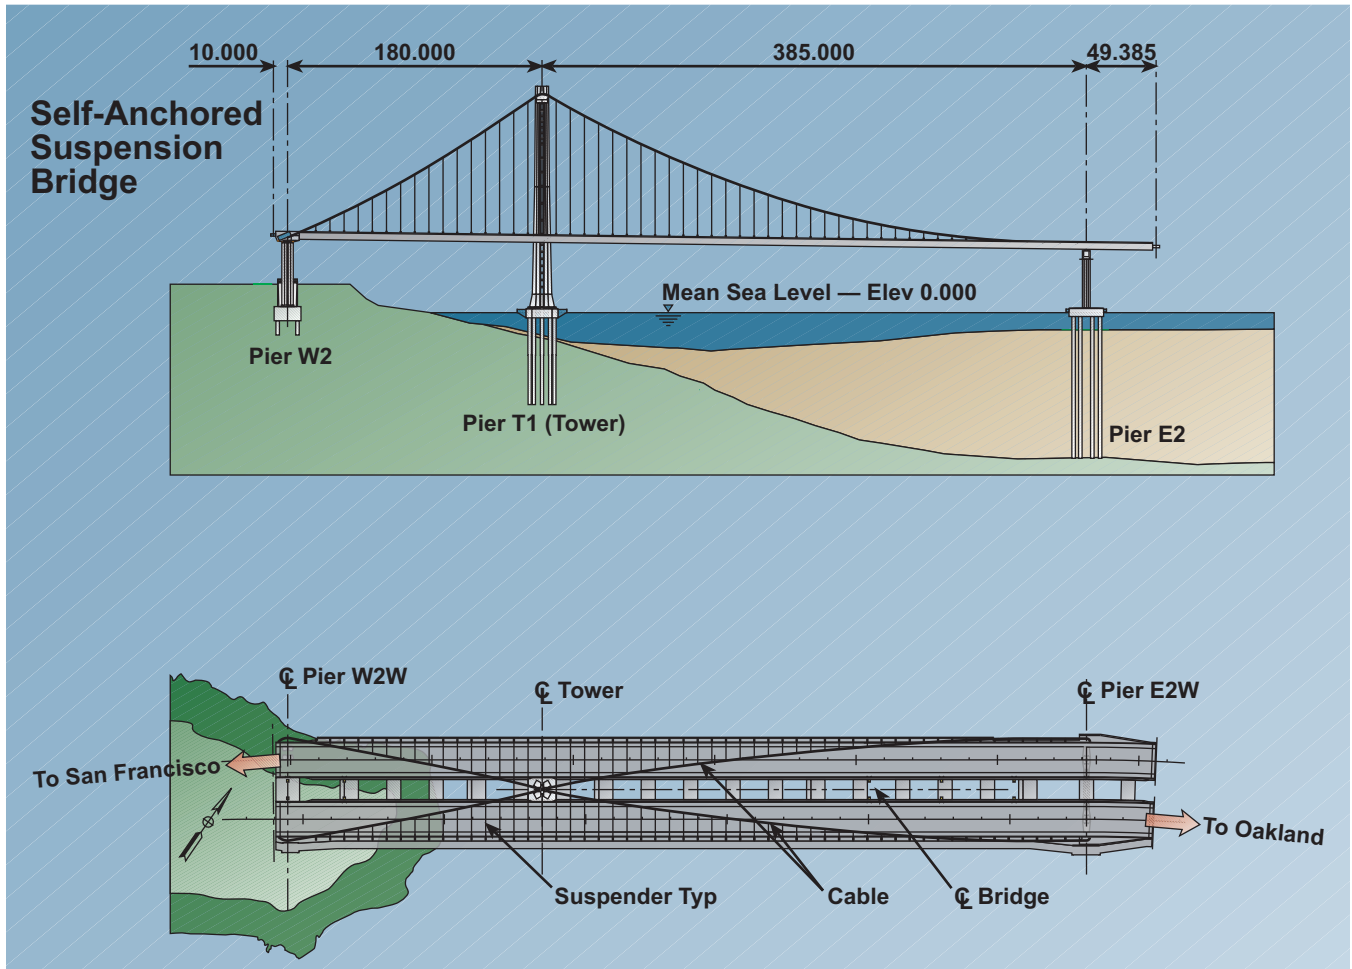 10.000 180.000 385.000 49.385
Self-Anchored
Suspension
Bridge
Mean Sea Level — Elev 0.000
Pier W2
Pier T1 (Tower)
Pier E2
℄ Pier W2W
℄ Tower
℄ Pier E2W
To San Francisco
To Oakland
Suspender Typ
Cable
℄ Bridge